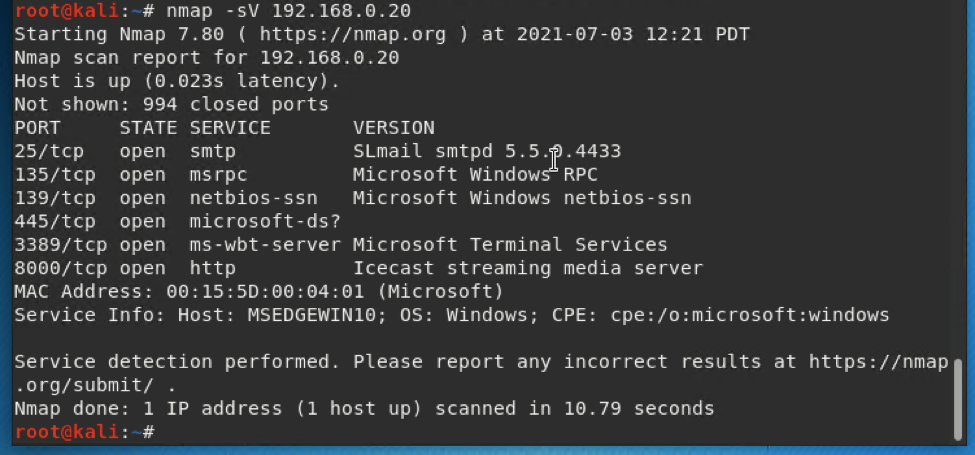 root@kali:~# nmap -sV 192.168.0.20
Starting Nmap 7.80 ( https://nmap.org ) at 2021-07-03 12:21 PDT
Nmap scan report for 192.168.0.20
Host is up (0.023s latency).
Not shown: 994 closed ports
PORT     STATE SERVICE       VERSION
25/tcp   open  smtp          SLmail smtpd 5.5.0.4433
135/tcp  open  msrpc         Microsoft Windows RPC
139/tcp  open  netbios-ssn   Microsoft Windows netbios-ssn
445/tcp  open  microsoft-ds?
3389/tcp open  ms-wbt-server Microsoft Terminal Services
8000/tcp open  http          Icecast streaming media server
MAC Address: 00:15:5D:00:04:01 (Microsoft)
Service Info: Host: MSEDGEWIN10; OS: Windows; CPE: cpe:/o:microsoft:windows

Service detection performed. Please report any incorrect results at https://nmap
.org/submit/ .
Nmap done: 1 IP address (1 host up) scanned in 10.79 seconds
root@kali:~#